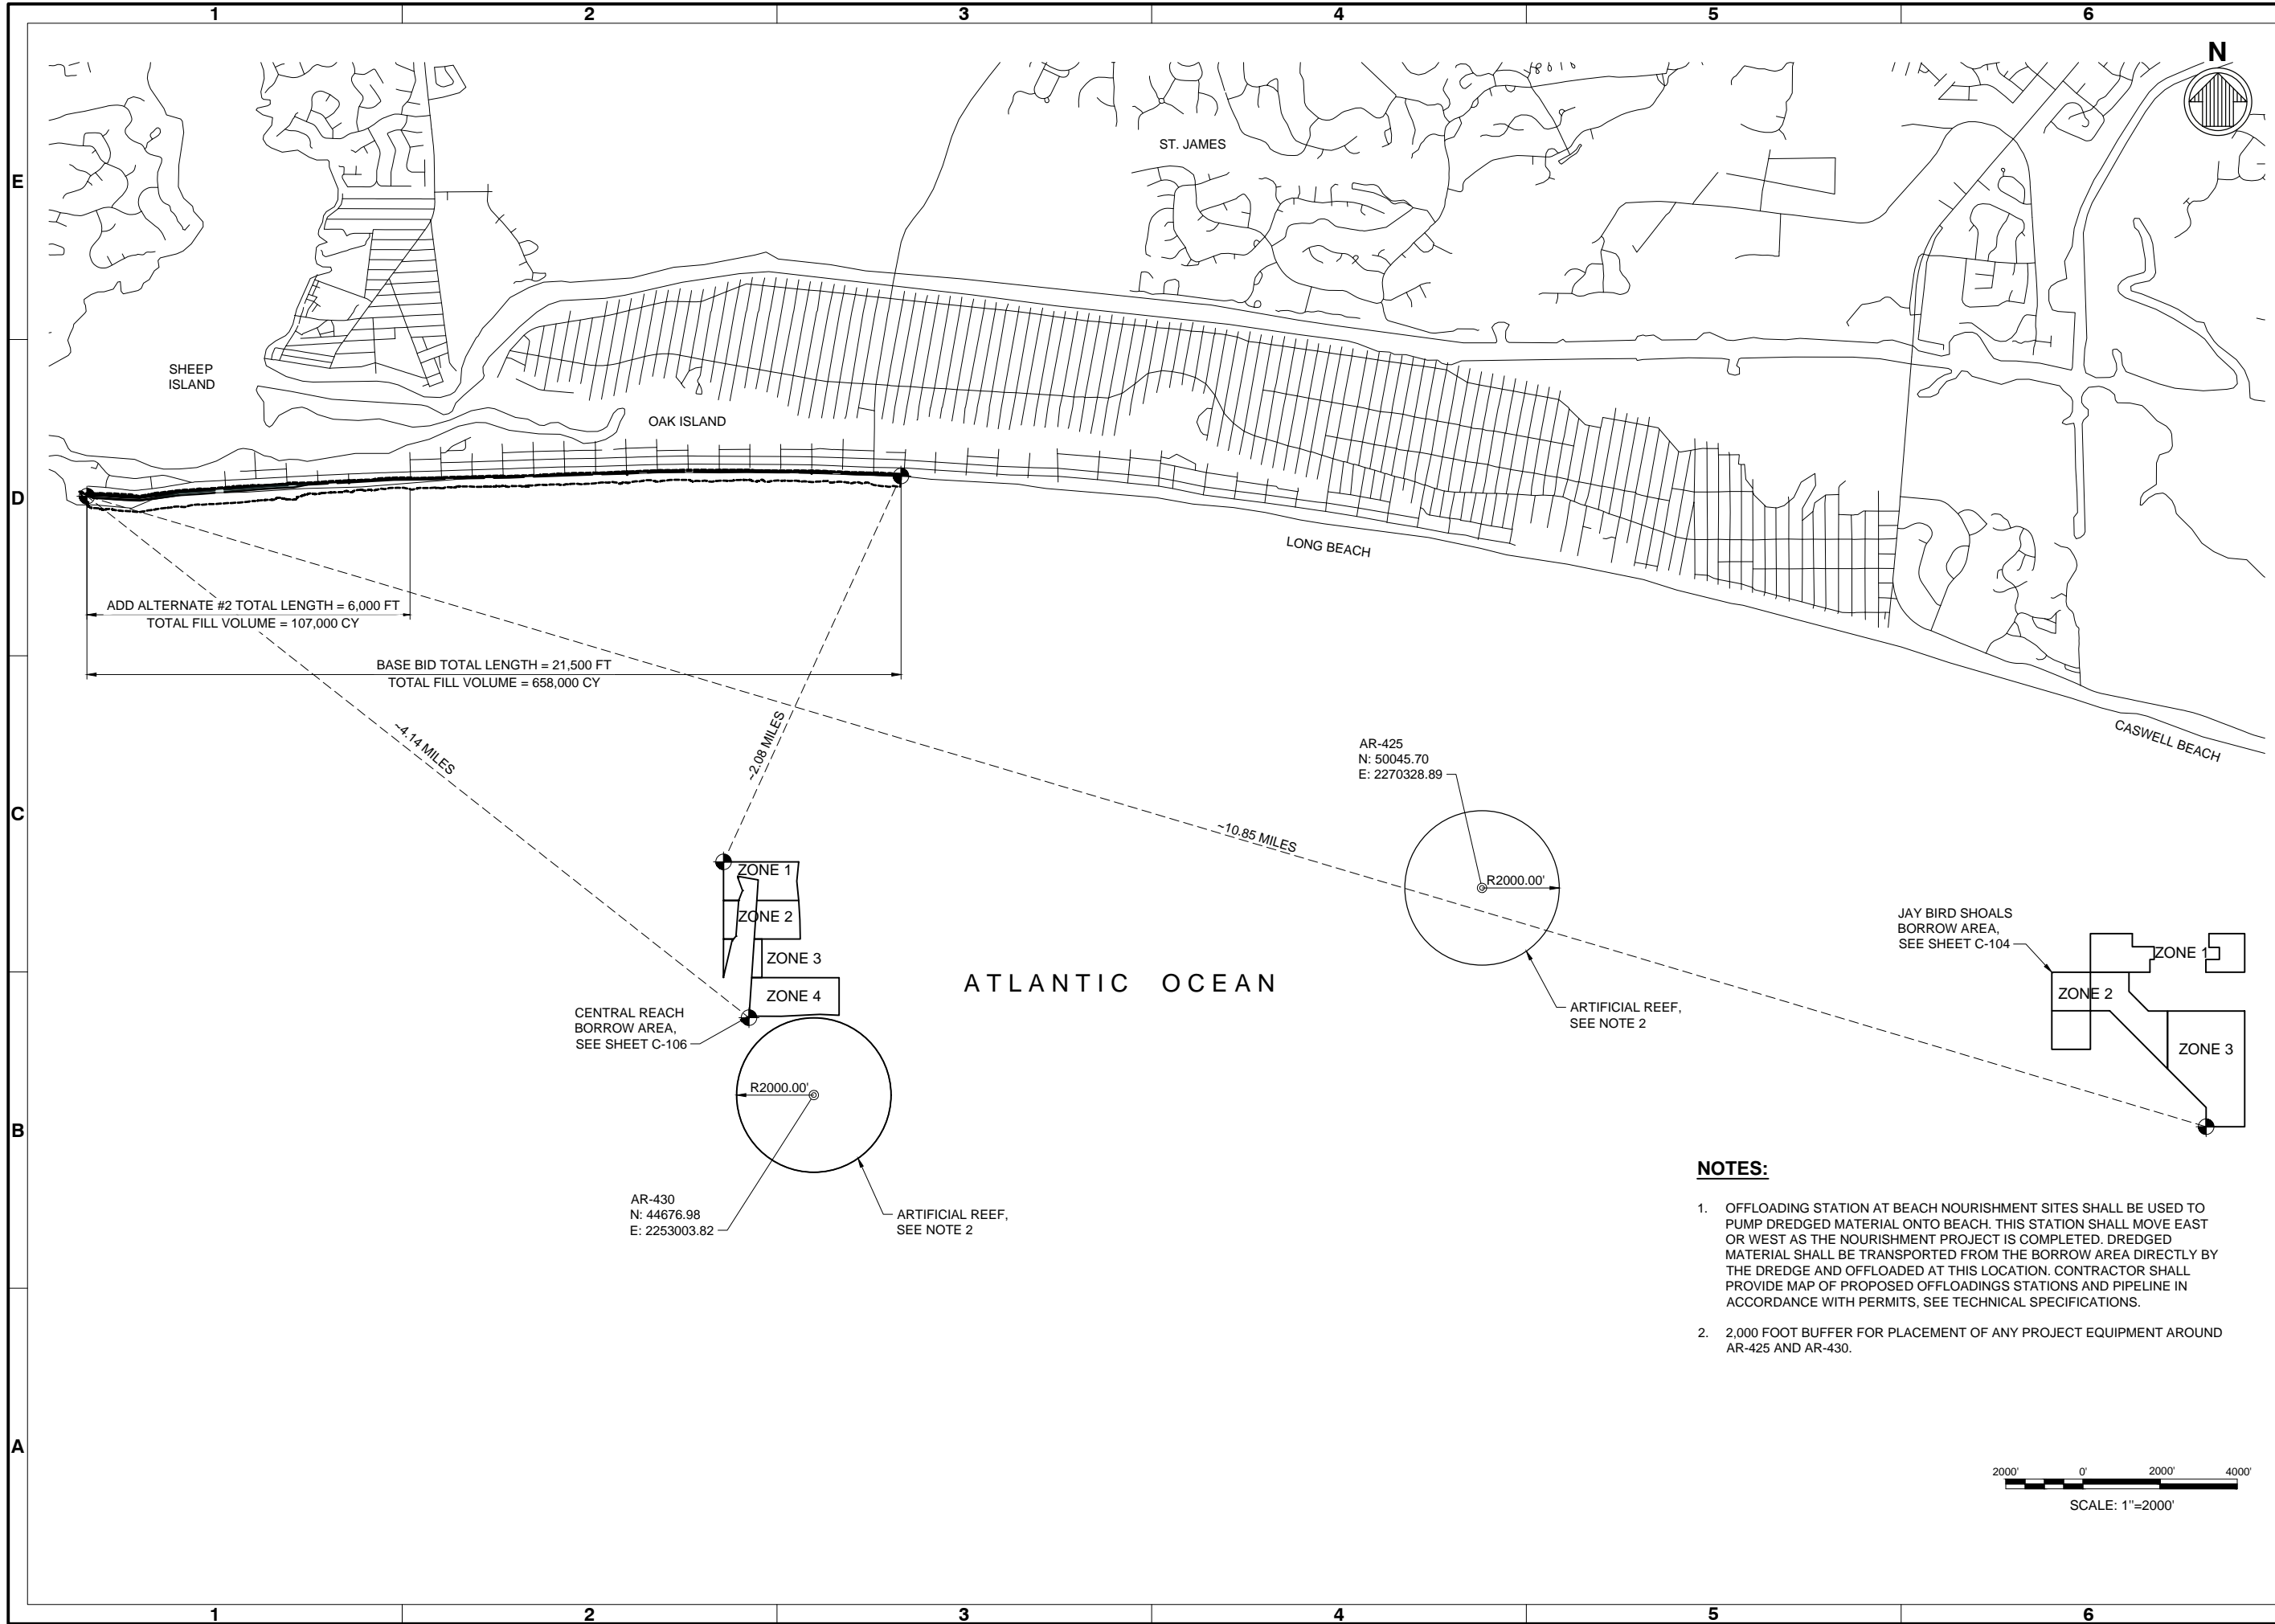 1 2 3 4 5 6
N
E
ST. JAMES
SHEEP
ISLAND
OAK ISLAND
D
LONG BEACH
ADD ALTERNATE #2 TOTAL LENGTH = 6,000 FT
TOTAL FILL VOLUME = 107,000 CY
BASE BID TOTAL LENGTH = 21,500 FT
TOTAL FILL VOLUME = 658,000 CY
CASWELL BEACH
~4.14 MILES
~2.08 MILES
~10.85 MILES
AR-425
N: 50045.70
E: 2270328.89
C
R2000.00'
ZONE 1
ZONE 2
ZONE 3
ZONE 4
JAY BIRD SHOALS
BORROW AREA,
SEE SHEET C-104
ZONE 1
ZONE 2
ZONE 3
ATLANTIC OCEAN
CENTRAL REACH
BORROW AREA,
SEE SHEET C-106
ARTIFICIAL REEF,
SEE NOTE 2
R2000.00'
B
AR-430
N: 44676.98
E: 2253003.82
ARTIFICIAL REEF,
SEE NOTE 2
NOTES:
1. OFFLOADING STATION AT BEACH NOURISHMENT SITES SHALL BE USED TO
PUMP DREDGED MATERIAL ONTO BEACH. THIS STATION SHALL MOVE EAST
OR WEST AS THE NOURISHMENT PROJECT IS COMPLETED. DREDGED
MATERIAL SHALL BE TRANSPORTED FROM THE BORROW AREA DIRECTLY BY
THE DREDGE AND OFFLOADED AT THIS LOCATION. CONTRACTOR SHALL
PROVIDE MAP OF PROPOSED OFFLOADINGS STATIONS AND PIPELINE IN
ACCORDANCE WITH PERMITS, SEE TECHNICAL SPECIFICATIONS.
2. 2,000 FOOT BUFFER FOR PLACEMENT OF ANY PROJECT EQUIPMENT AROUND
AR-425 AND AR-430.
A
2000' 0' 2000' 4000'
SCALE: 1"=2000'
1 2 3 4 5 6